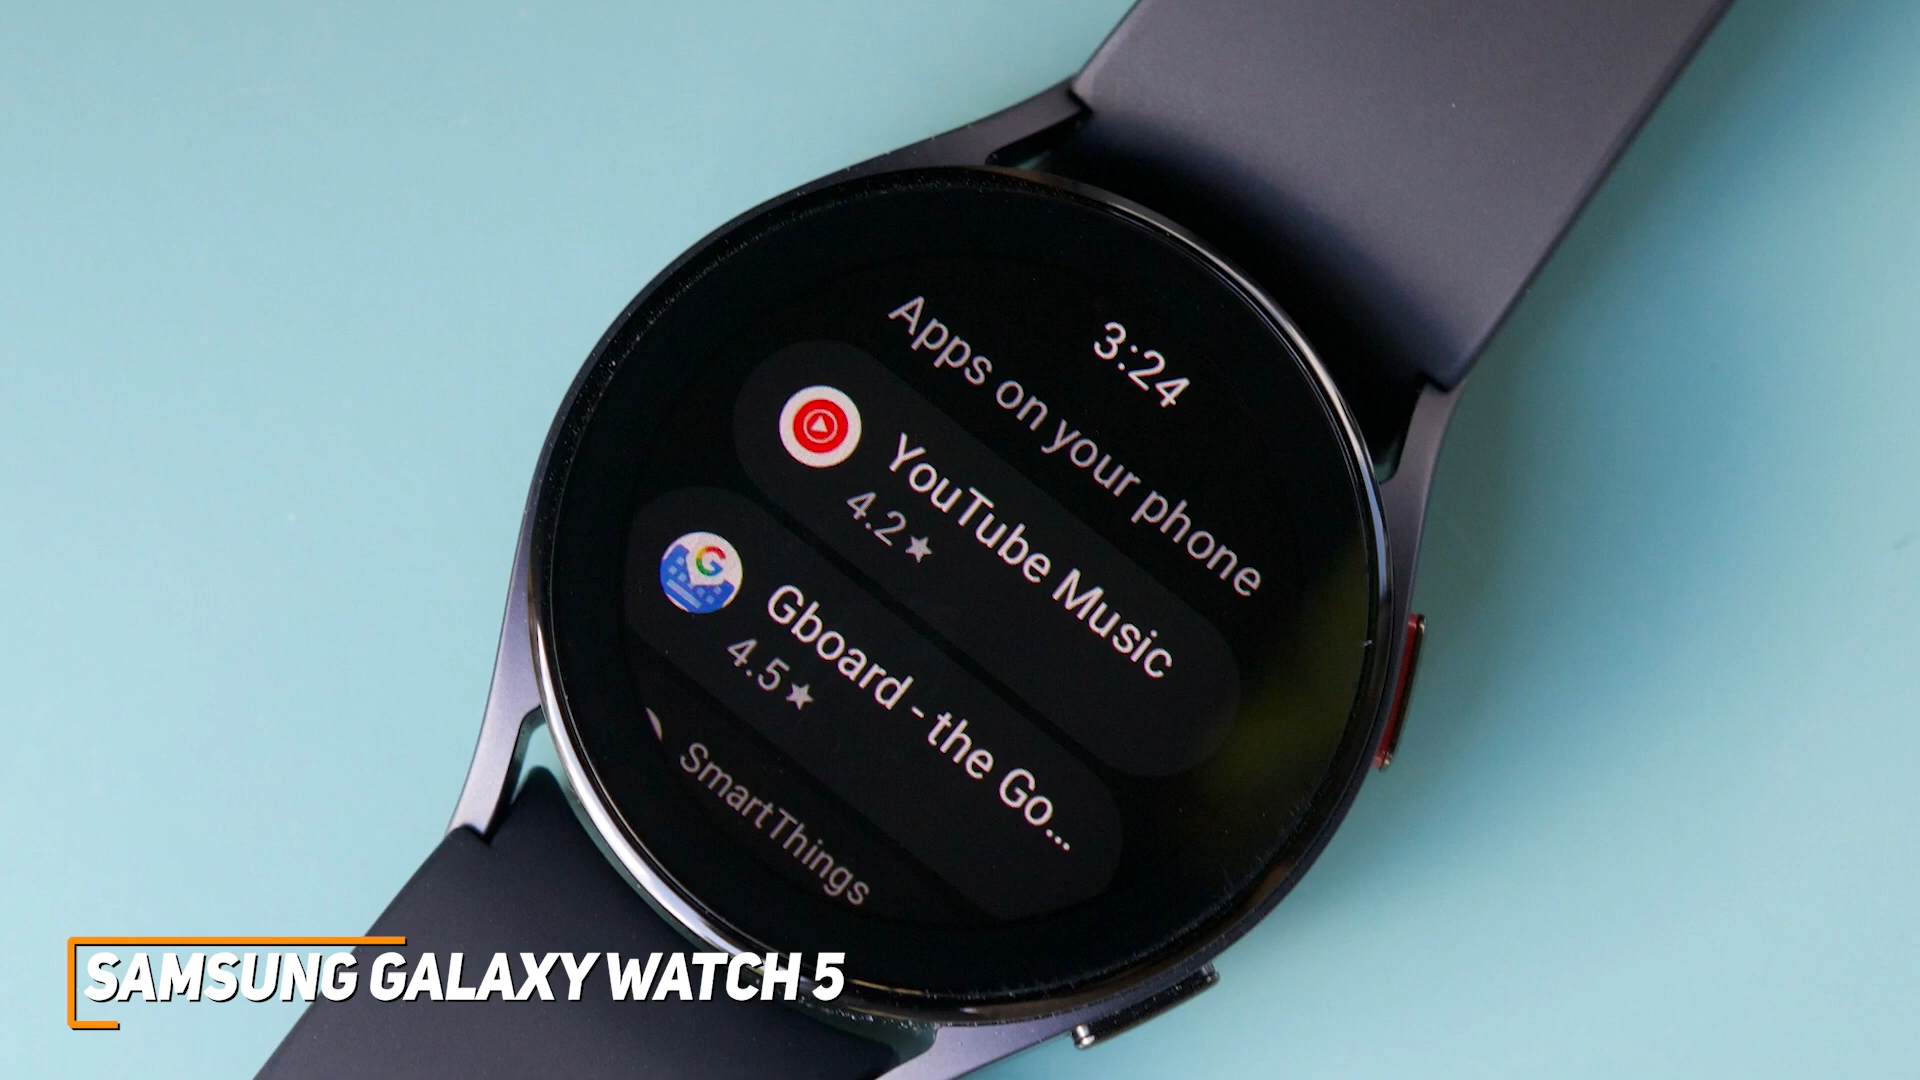 3:24
Apps on your phone
YouTube Music
4.2★
Gboard - the Go...
4.5★
SmartThings
SAMSUNG GALAXY WATCH 5